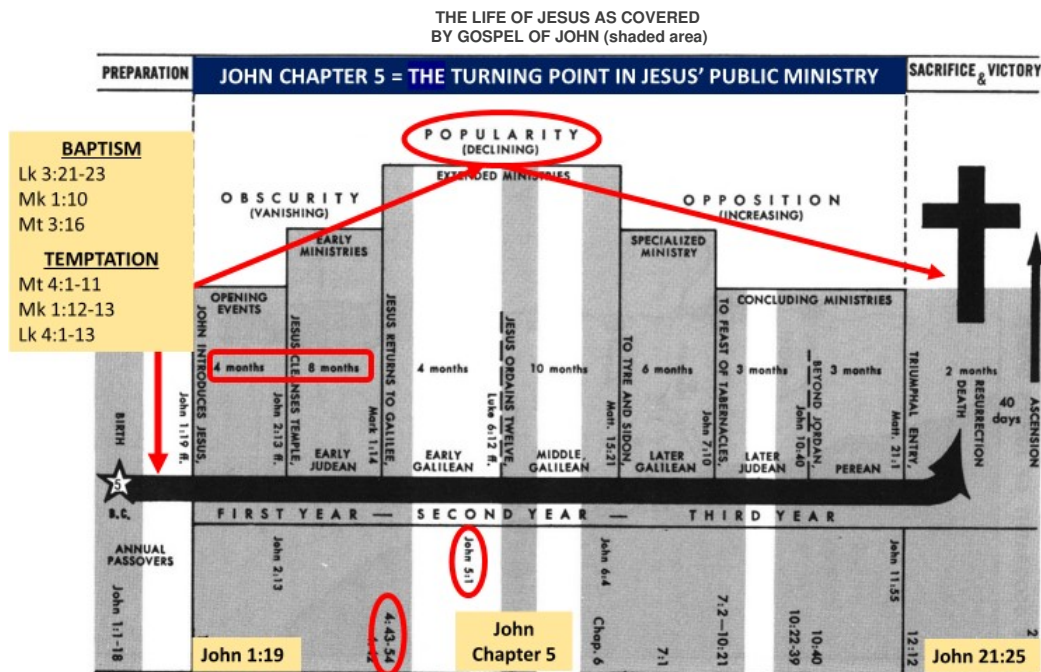 THE LIFE OF JESUS AS COVERED
BY GOSPEL OF JOHN (shaded area)
PREPARATION
JOHN CHAPTER 5 = THE TURNING POINT IN JESUS' PUBLIC MINISTRY
SACRIFICE & VICTORY
BAPTISM
Lk 3:21-23
Mk 1:10
Mt 3:16
TEMPTATION
Mt 4:1-11
Mk 1:12-13
Lk 4:1-13
OBSCURITY
(VANISHING)
POPULARITY
(DECLINING)
OPPOSITION
(INCREASING)
OPENING
EVENTS
EARLY
MINISTRIES
EXTENDED MINISTRIES
SPECIALIZED
MINISTRY
CONCLUDING MINISTRIES
4 months
8 months
4 months
10 months
6 months
3 months
3 months
2 months
40
days
BIRTH
John 1:19 ff.
JOHN INTRODUCES JESUS,
John 2:13 ff.
JESUS CLEANSES TEMPLE,
Mark 1:14
JESUS RETURNS TO GALILEE,
Luke 6:12 ff.
JESUS ORDAINS TWELVE,
Matt. 15:21
TO TYRE AND SIDON,
John 7:10
TO FEAST OF TABERNACLES,
John 10:40
BEYOND JORDAN,
Matt. 21:1
TRIUMPHAL ENTRY,
DEATH
RESURRECTION
ASCENSION
EARLY
JUDEAN
EARLY
GALILEAN
MIDDLE
GALILEAN
LATER
GALILEAN
LATER
JUDEAN
PEREAN
5
B.C.
FIRST YEAR — SECOND YEAR — THIRD YEAR
ANNUAL
PASSOVERS
John 2:13
John 5:1
John 6:4
John 11:55
John 1:1-18
John 1:19
4:43-54
John
Chapter 5
Chap. 6
7:1
7:2—10:21
10:22-39
10:40
12:12
John 21:25